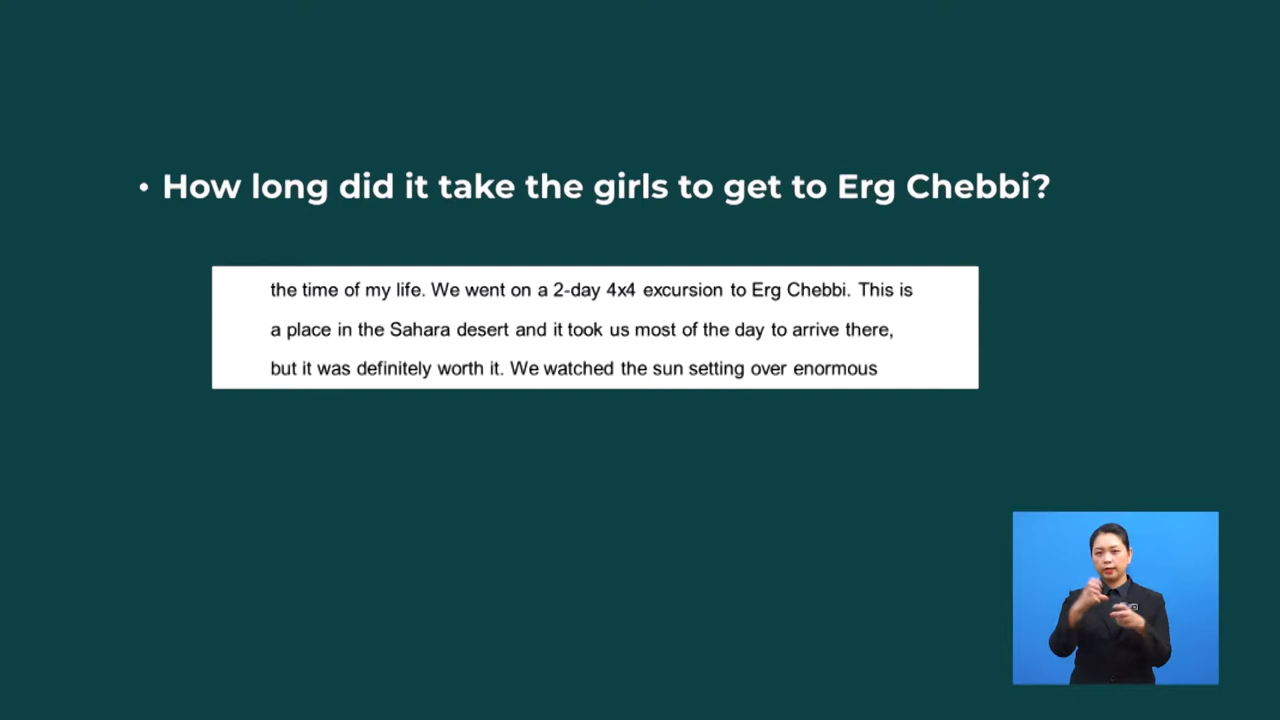 • How long did it take the girls to get to Erg Chebbi?
the time of my life. We went on a 2-day 4x4 excursion to Erg Chebbi. This is
a place in the Sahara desert and it took us most of the day to arrive there,
but it was definitely worth it. We watched the sun setting over enormous